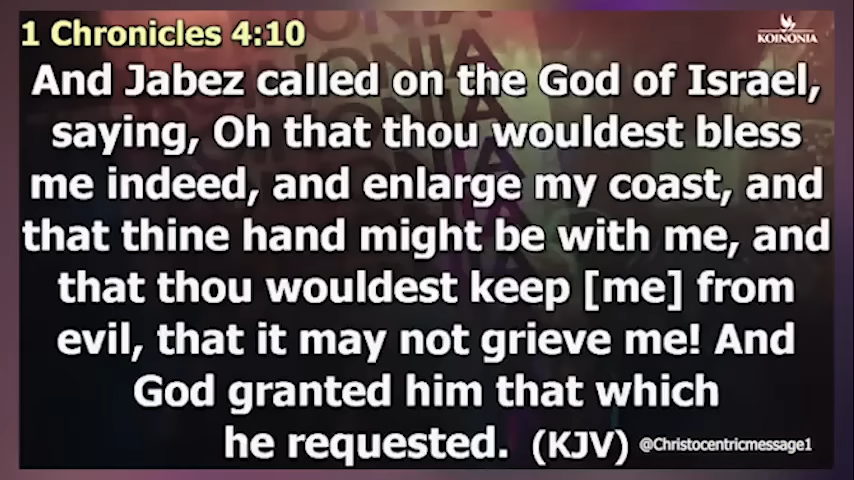 1 Chronicles 4:10
KOINONIA
And Jabez called on the God of Israel,
saying, Oh that thou wouldest bless
me indeed, and enlarge my coast, and
that thine hand might be with me, and
that thou wouldest keep [me] from
evil, that it may not grieve me! And
God granted him that which
he requested. (KJV) @Christocentricmessage1